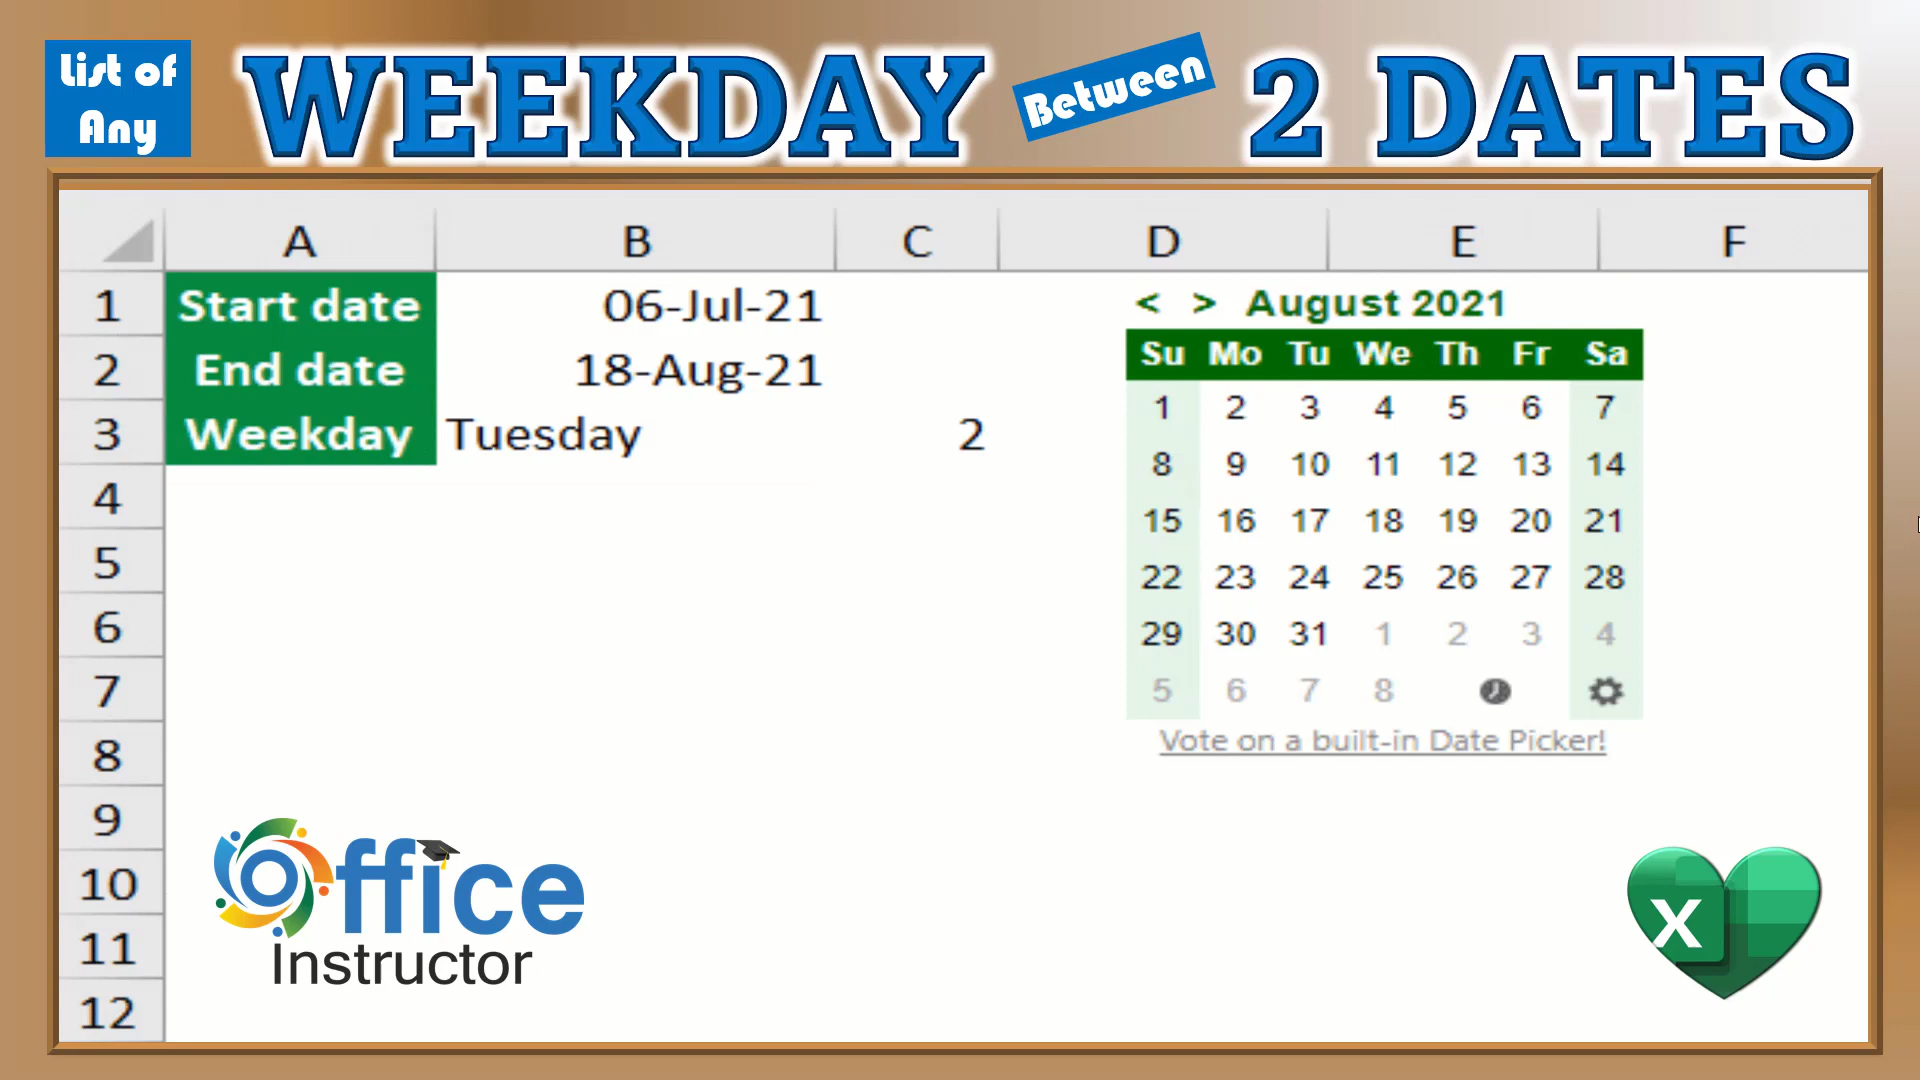 List of
Any
WEEKDAY
Between
2 DATES
A B C D E F
1 Start date 06-Jul-21
2 End date 18-Aug-21
3 Weekday Tuesday 2
4
5
6
7
8
9
10
11
12
< > August 2021
Su Mo Tu We Th Fr Sa
1 2 3 4 5 6 7
8 9 10 11 12 13 14
15 16 17 18 19 20 21
22 23 24 25 26 27 28
29 30 31 1 2 3 4
5 6 7 8
Vote on a built-in Date Picker!
Office
Instructor
X